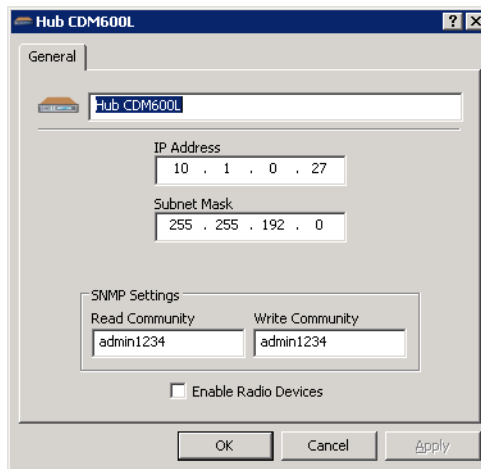 Hub CDM600L
General
Hub CDM600L
IP Address
10 . 1 . 0 . 27
Subnet Mask
255 . 255 . 192 . 0
SNMP Settings
Read Community Write Community
admin1234 admin1234
Enable Radio Devices
OK Cancel Apply